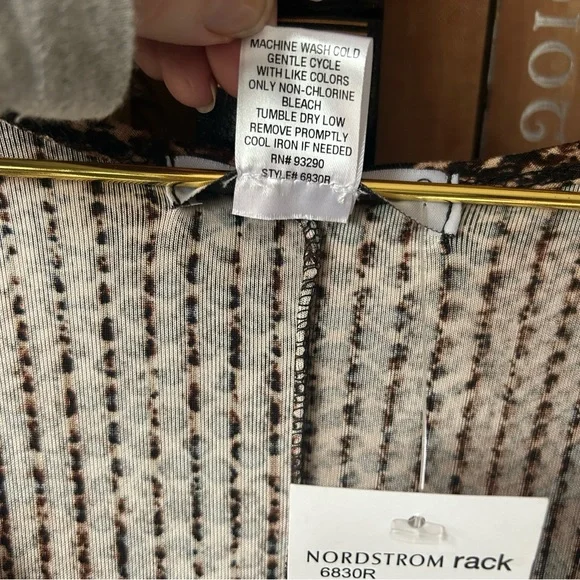 MACHINE WASH COLD
GENTLE CYCLE
WITH LIKE COLORS
ONLY NON-CHLORINE
BLEACH
TUMBLE DRY LOW
REMOVE PROMPTLY
COOL IRON IF NEEDED
RN# 93290
STYLE# 6830R
NORDSTROM rack
6830R